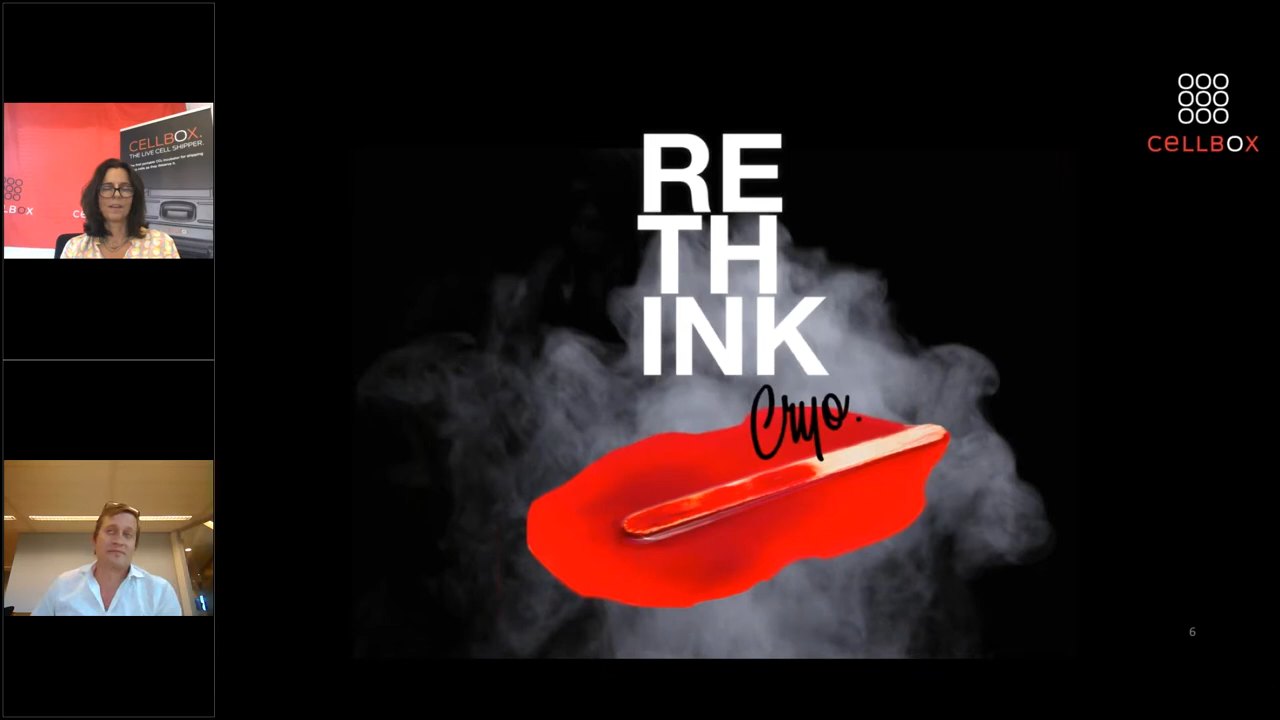 CELLBOX.
THE LIVE CELL SHIPPER.
RE
TH
INK
Cryo.
CELLBOX
6